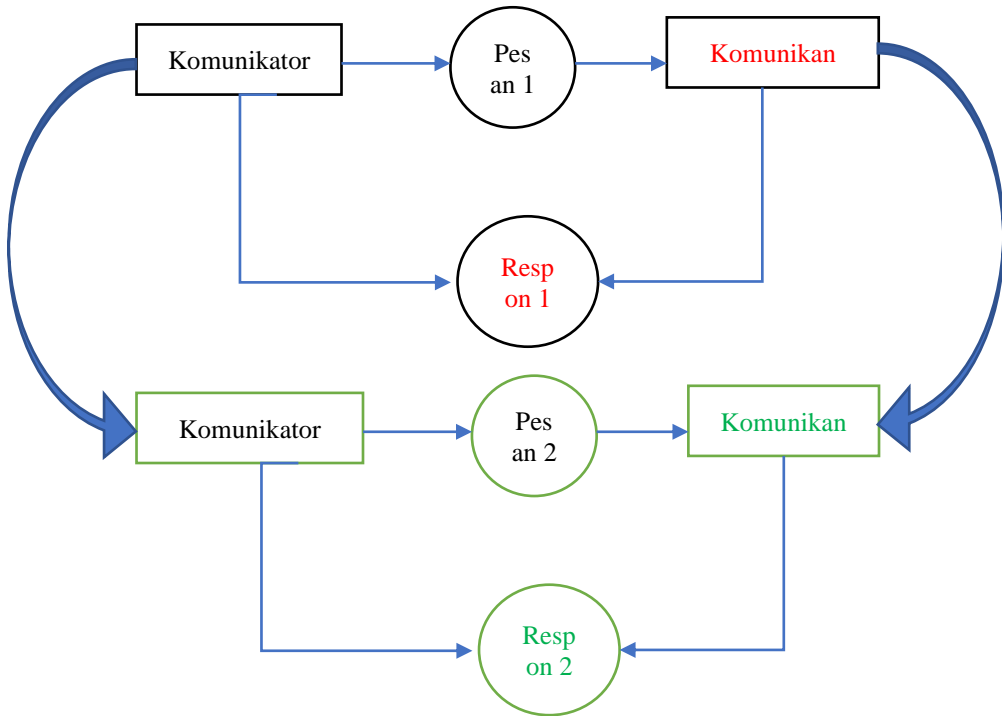 Komunikator
Pes
an 1
Komunikan
Resp
on 1
Komunikator
Pes
an 2
Komunikan
Resp
on 2